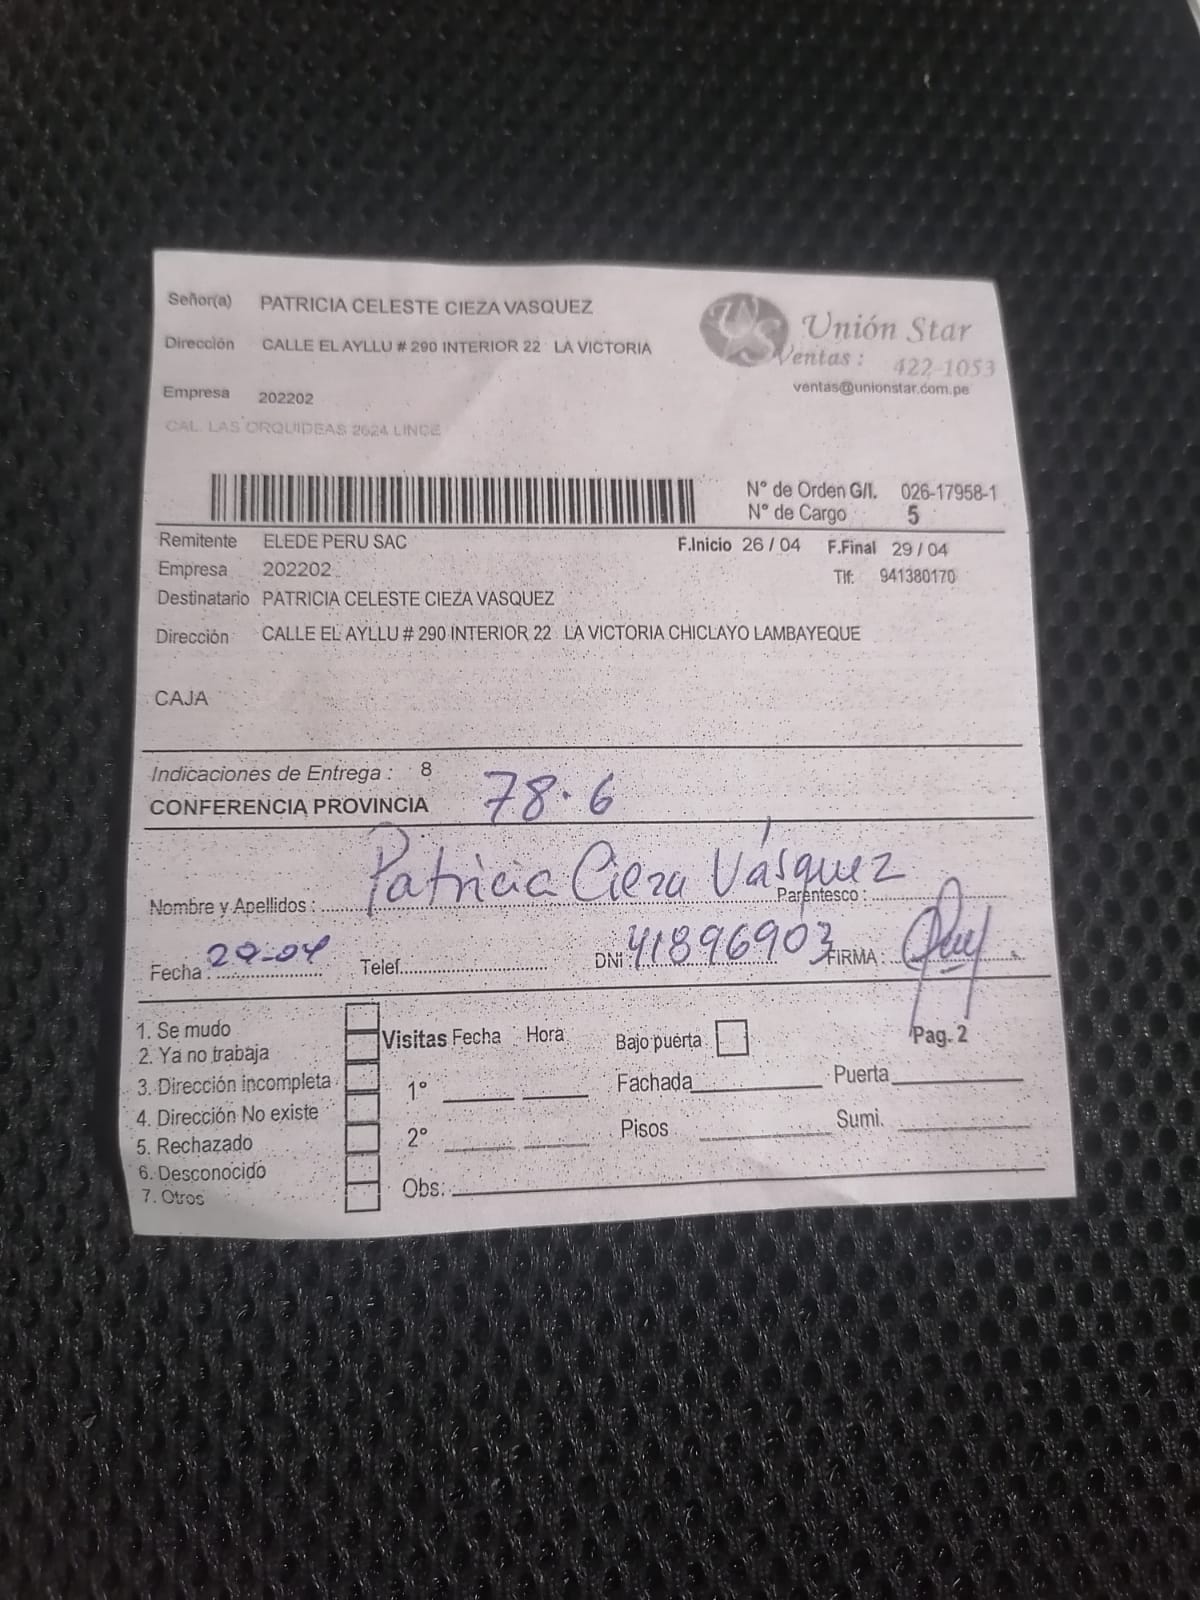 Señor(a) PATRICIA CELESTE CIEZA VASQUEZ
Dirección CALLE EL AYLLU # 290 INTERIOR 22 LA VICTORIA
Empresa 202202
CAL. LAS ORQUIDEAS 2624 LINCE
Unión Star
Ventas : 422-1053
ventas@unionstar.com.pe
N° de Orden G/I. 026-17958-1
N° de Cargo 5
Remitente ELEDE PERU SAC F.Inicio 26 / 04 F.Final 29 / 04
Empresa 202202 Tlf: 941380170
Destinatario PATRICIA CELESTE CIEZA VASQUEZ
Dirección CALLE EL AYLLU # 290 INTERIOR 22 LA VICTORIA CHICLAYO LAMBAYEQUE
CAJA
Indicaciones de Entrega : 8
CONFERENCIA PROVINCIA 78.6
Nombre y Apellidos : Patricia Cieza Vásquez Parentesco :
Fecha 29-04 Telef. DNI : 41896903 FIRMA :
Pag. 2
1. Se mudo
2. Ya no trabaja
3. Dirección incompleta
4. Dirección No existe
5. Rechazado
6. Desconocido
7. Otros
Visitas Fecha Hora Bajo puerta
1° Fachada Puerta
2° Pisos Sumi.
Obs.